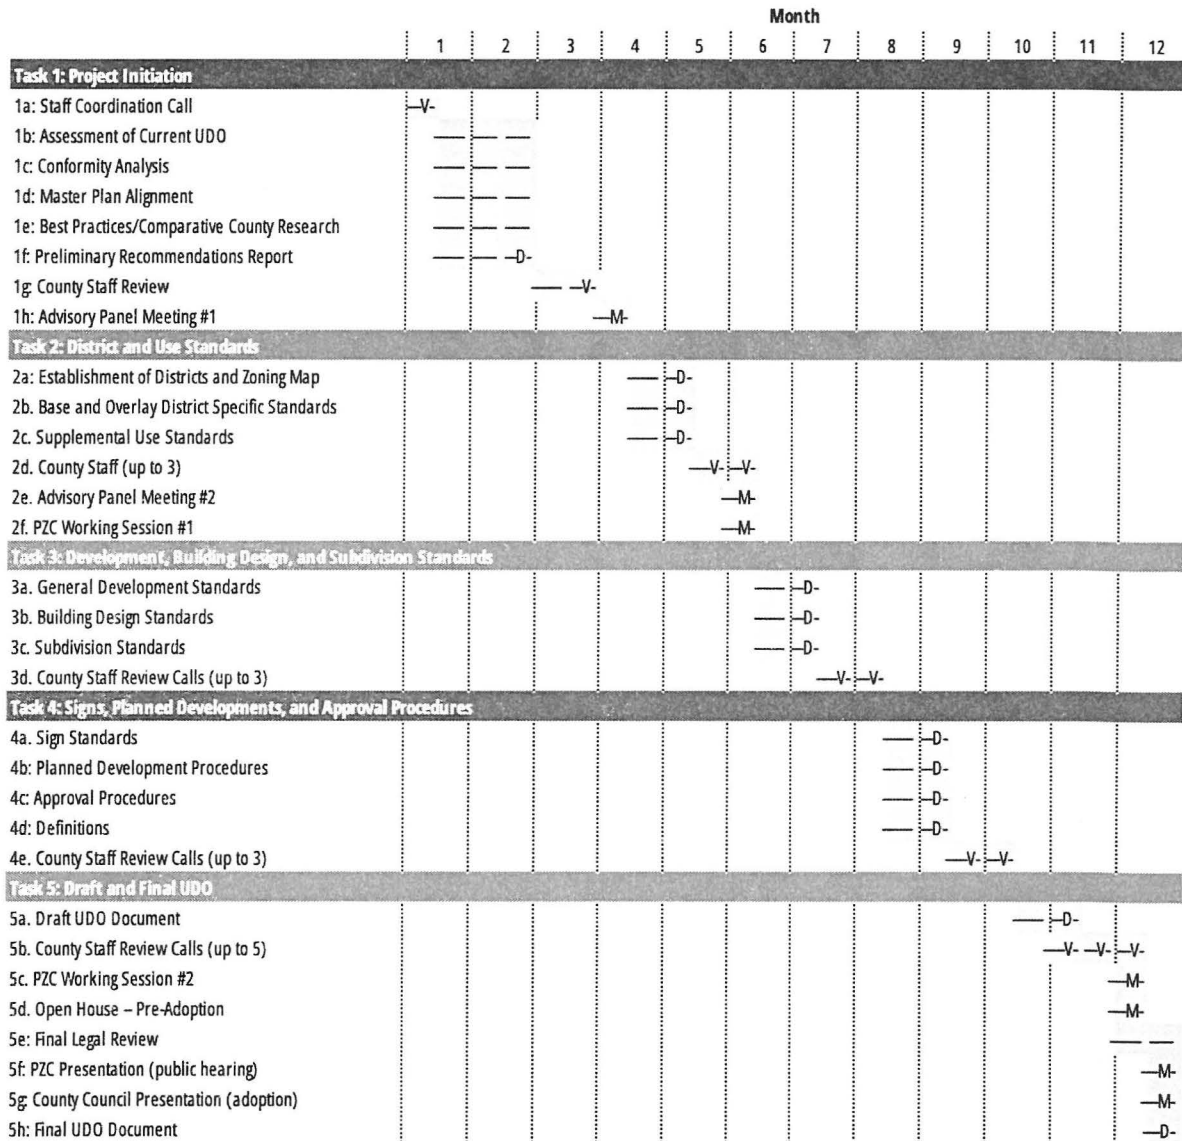 Month
1 2 3 4 5 6 7 8 9 10 11 12
Task 1: Project Initiation
1a: Staff Coordination Call —V-
1b: Assessment of Current UDO — — —
1c: Conformity Analysis — — —
1d: Master Plan Alignment — — —
1e: Best Practices/Comparative County Research — — —
1f: Preliminary Recommendations Report — — —D-
1g: County Staff Review — —V-
1h: Advisory Panel Meeting #1 —M-
Task 2: District and Use Standards
2a: Establishment of Districts and Zoning Map — —D-
2b. Base and Overlay District Specific Standards — —D-
2c. Supplemental Use Standards — —D-
2d. County Staff (up to 3) —V- —V-
2e. Advisory Panel Meeting #2 —M-
2f. PZC Working Session #1 —M-
Task 3: Development, Building Design, and Subdivision Standards
3a. General Development Standards — —D-
3b. Building Design Standards — —D-
3c. Subdivision Standards — —D-
3d. County Staff Review Calls (up to 3) —V- —V-
Task 4: Signs, Planned Developments, and Approval Procedures
4a. Sign Standards — —D-
4b: Planned Development Procedures — —D-
4c: Approval Procedures — —D-
4d: Definitions — —D-
4e. County Staff Review Calls (up to 3) —V- —V-
Task 5: Draft and Final UDO
5a. Draft UDO Document — —D-
5b. County Staff Review Calls (up to 5) —V- —V- —V-
5c. PZC Working Session #2 —M-
5d. Open House – Pre-Adoption —M-
5e: Final Legal Review — —
5f: PZC Presentation (public hearing) —M-
5g: County Council Presentation (adoption) —M-
5h: Final UDO Document —D-